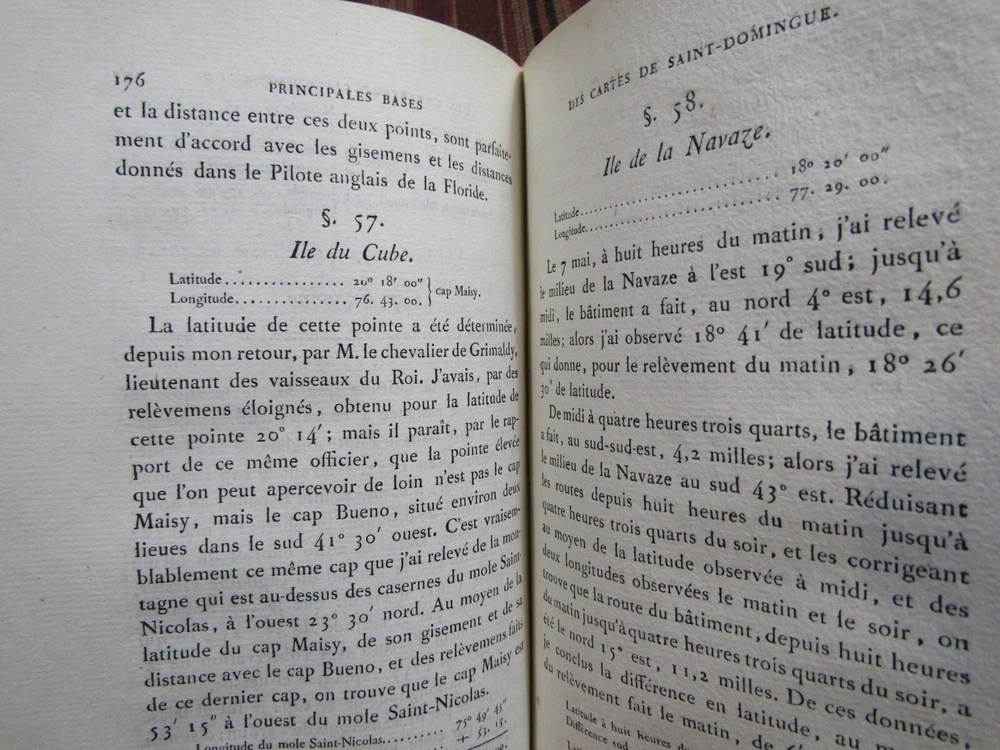 176 PRINCIPALES BASES
et la distance entre ces deux points, sont parfaite-
ment d'accord avec les gisemens et les distances
donnés dans le Pilote anglais de la Floride.
§. 57.
Ile du Cube.
Latitude................ 20° 18′ 00″ } cap Maisy.
Longitude............... 76. 43. 00.
La latitude de cette pointe a été déterminée,
depuis mon retour, par M. le chevalier de Grimaldy,
lieutenant des vaisseaux du Roi. J'avais, par des
relèvemens éloignés, obtenu pour la latitude de
cette pointe 20° 14′; mais il paraît, par le rap-
port de ce même officier, que la pointe élevée
que l'on peut apercevoir de loin n'est pas le cap
Maisy, mais le cap Bueno, situé environ deux
lieues dans le sud 41° 30′ ouest. C'est vraisem-
blablement ce même cap que j'ai relevé de la mon-
tagne qui est au-dessus des casernes du mole Saint-
Nicolas, à l'ouest 23° 30′ nord. Au moyen de la
latitude du cap Maisy, de son gisement et de sa
distance avec le cap Bueno, et des relèvemens faits
de ce dernier cap, on trouve que le cap Maisy est
53′ 15″ à l'ouest du mole Saint-Nicolas.
Longitude du mole Saint-Nicolas........ 75° 49′ 45″
+ 53. 15.
DES CARTES DE SAINT-DOMINGUE.
§. 58.
Ile de la Navaze.
Latitude................................ 18° 20′ 00″
Longitude............................... 77. 29. 00.
Le 7 mai, à huit heures du matin, j'ai relevé
le milieu de la Navaze à l'est 19° sud; jusqu'à
midi, le bâtiment a fait, au nord 4° est, 14,6
milles; alors j'ai observé 18° 41′ de latitude, ce
qui donne, pour le relèvement du matin, 18° 26′
30″ de latitude.
De midi à quatre heures trois quarts, le bâtiment
a fait, au sud-sud-est, 4,2 milles; alors j'ai relevé
le milieu de la Navaze au sud 43° est. Réduisant
les routes depuis huit heures du matin jusqu'à
quatre heures trois quarts du soir, et les corrigeant
au moyen de la latitude observée à midi, et des
deux longitudes observées le matin et le soir, on
trouve que la route du bâtiment, depuis huit heures
du matin jusqu'à quatre heures trois quarts du soir, a
été le nord 15° est, 11,2 milles. De ces données,
je conclus la différence en latitude, au
du relèvement fait le matin, de
Latitude à huit heures du
Différence sud